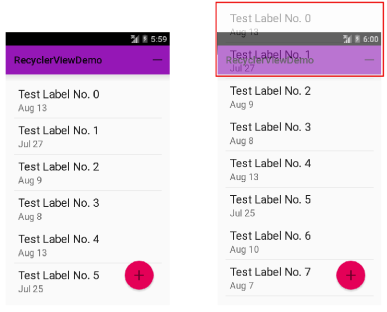 5:59
RecyclerViewDemo
Test Label No. 0
Aug 13
Test Label No. 1
Jul 27
Test Label No. 2
Aug 9
Test Label No. 3
Aug 8
Test Label No. 4
Aug 13
Test Label No. 5
Jul 25
Test Label No. 0
Aug 13
6:00
Test Label No. 1
RecyclerViewDemo
Jul 27
Test Label No. 2
Aug 9
Test Label No. 3
Aug 8
Test Label No. 4
Aug 13
Test Label No. 5
Jul 25
Test Label No. 6
Aug 10
Test Label No. 7
Aug 7